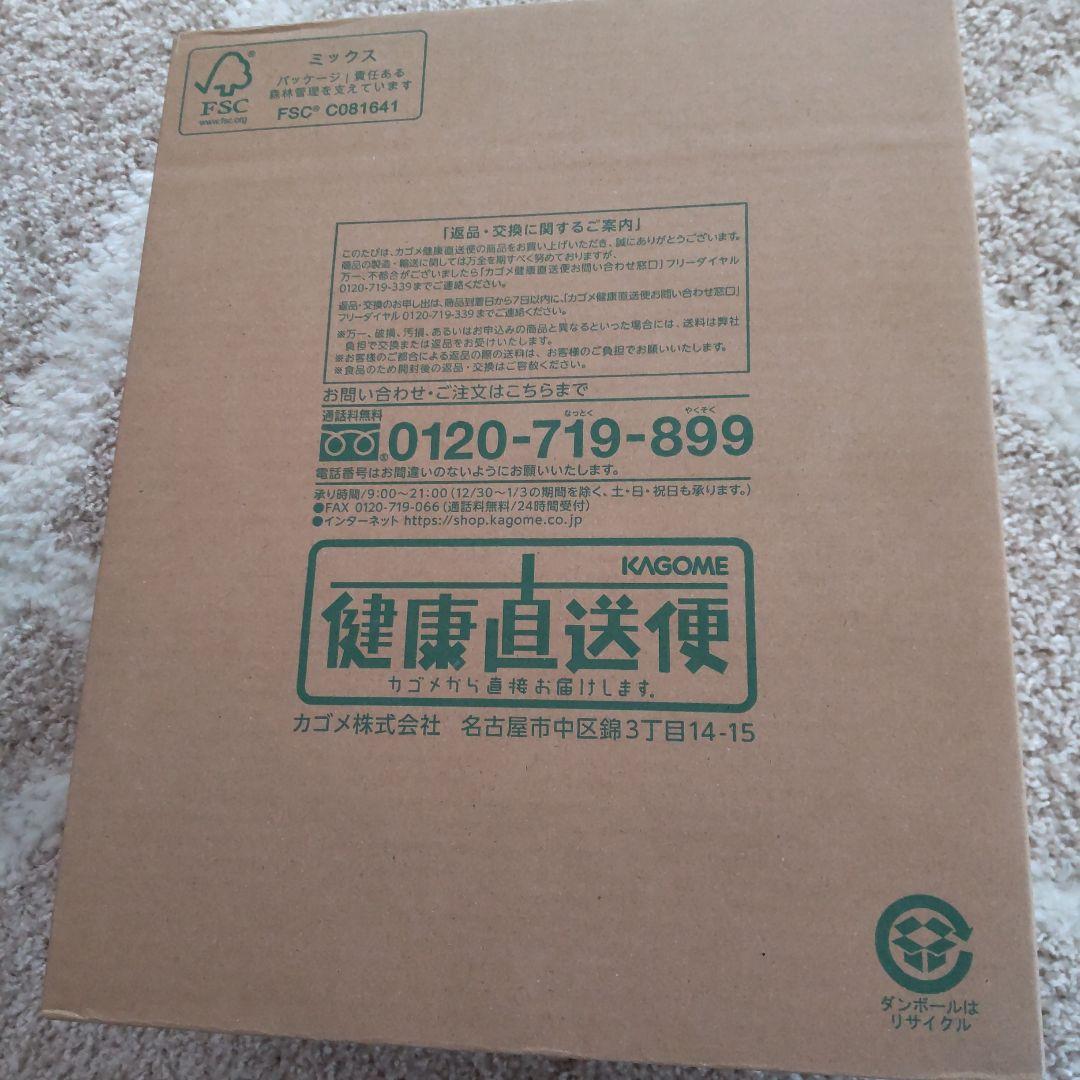 ミックス
パッケージ|責任ある
森林管理を支えています
FSC® C081641
FSC®
www.fsc.org
「返品・交換に関するご案内」
このたびは、カゴメ健康直送便の商品をお買い上げいただき、誠にありがとうございます。
商品の製造・輸送に関しては万全を期すべく努めておりますが、
万一、不都合がございましたら「カゴメ健康直送便お問い合わせ窓口」フリーダイヤル
0120-719-339までご連絡ください。
返品・交換のお申し出は、商品到着日から7日以内に、「カゴメ健康直送便お問い合わせ窓口」
フリーダイヤル0120-719-339までご連絡ください。
※万一、破損、汚損、あるいはお申込みの商品と異なるといった場合には、送料は弊社
負担で交換または返品をお受けいたします。
※お客様のご都合による返品の際の送料は、お客様のご負担でお願いいたします。
※食品のため開封後の返品・交換はご容赦ください。
お問い合わせ・ご注文はこちらまで
通話料無料
なっとく やくそく
®0120-719-899
電話番号はお間違いのないようにお願いいたします。
承り時間/9:00~21:00(12/30~1/3の期間を除く、土・日・祝日も承ります。)
●FAX 0120-719-066(通話料無料/24時間受付)
●インターネット https://shop.kagome.co.jp
KAGOME
健康直送便
カゴメから直接お届けします。
カゴメ株式会社 名古屋市中区錦3丁目14-15
ダンボールは
リサイクル